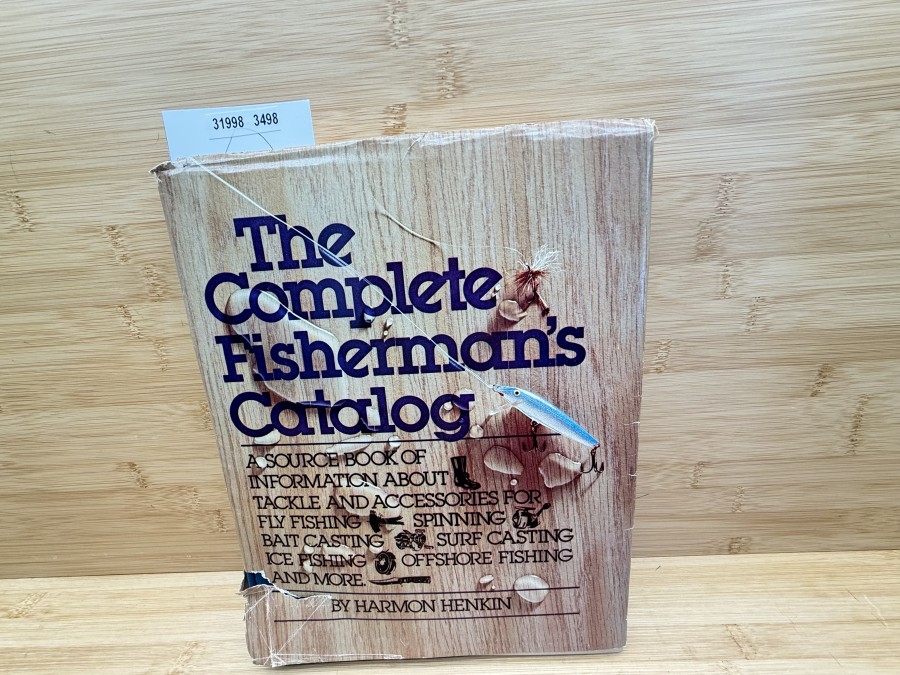 31998 3498
The
Complete
Fisherman's
Catalog
A SOURCE BOOK OF
INFORMATION ABOUT
TACKLE AND ACCESSORIES FOR
FLY FISHING SPINNING
BAIT CASTING SURF CASTING
ICE FISHING OFFSHORE FISHING
AND MORE.
BY HARMON HENKIN